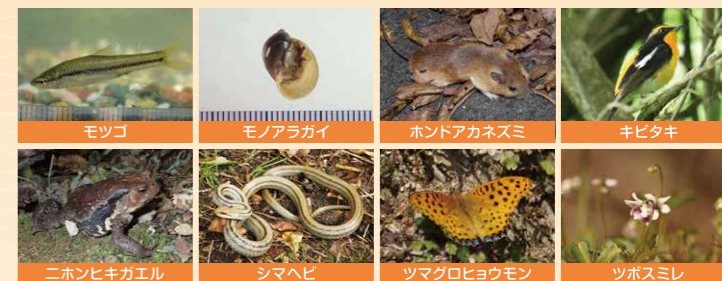 モツゴ
モノアラガイ
ホンドアカネズミ
キビタキ
ニホンヒキガエル
シマヘビ
ツマグロヒョウモン
ツボスミレ